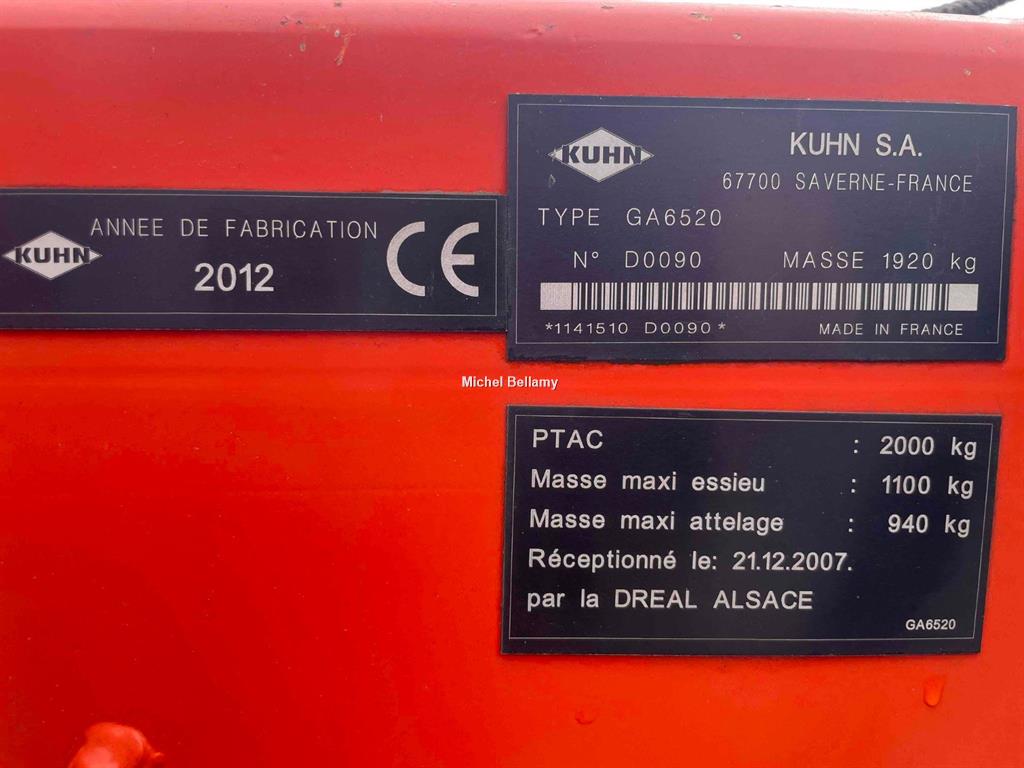 KUHN
ANNEE DE FABRICATION
2012
CE
KUHN
KUHN S.A.
67700 SAVERNE-FRANCE
TYPE GA6520
N° D0090 MASSE 1920 kg
*1141510 D0090*
MADE IN FRANCE
Michel Bellamy
PTAC : 2000 kg
Masse maxi essieu : 1100 kg
Masse maxi attelage : 940 kg
Réceptionné le: 21.12.2007.
par la DREAL ALSACE
GA6520